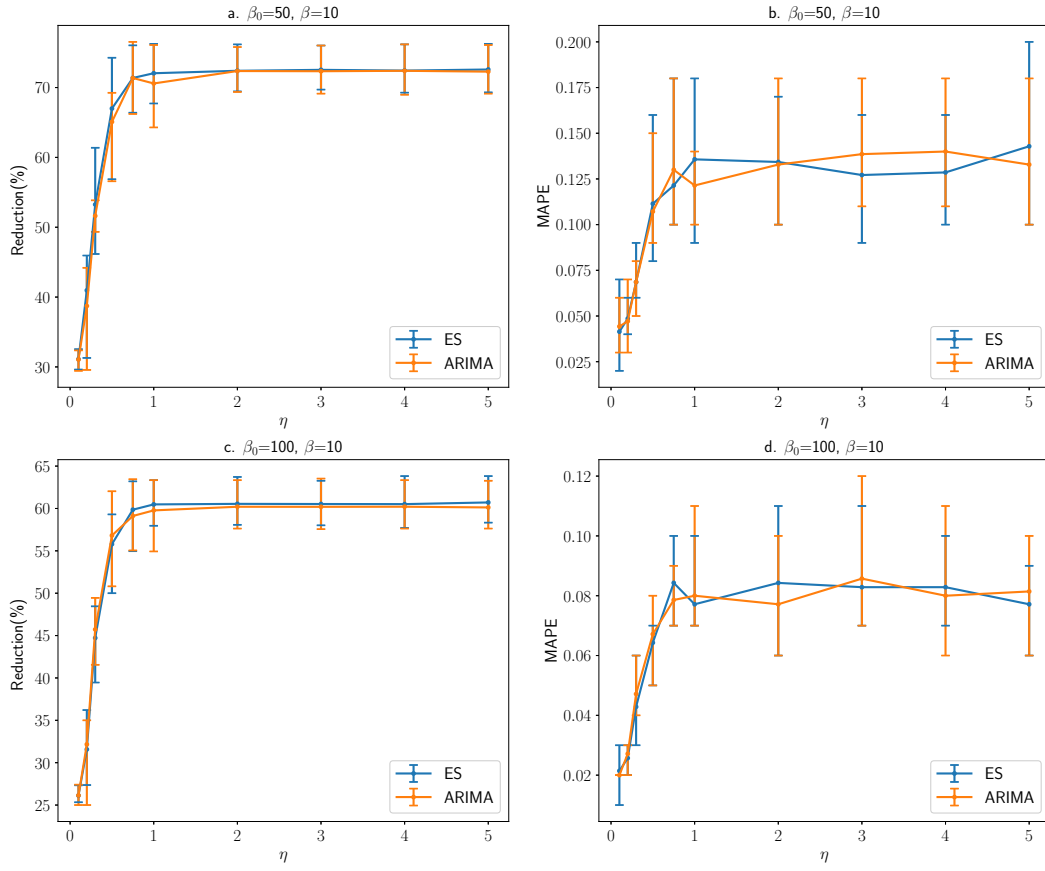 a. β₀=50, β=10
Reduction(%)
70
60
50
40
30
0 1 2 3 4 5
η
ES
ARIMA
b. β₀=50, β=10
MAPE
0.200
0.175
0.150
0.125
0.100
0.075
0.050
0.025
0 1 2 3 4 5
η
ES
ARIMA
c. β₀=100, β=10
Reduction(%)
65
60
55
50
45
40
35
30
25
0 1 2 3 4 5
η
ES
ARIMA
d. β₀=100, β=10
MAPE
0.12
0.10
0.08
0.06
0.04
0.02
0 1 2 3 4 5
η
ES
ARIMA